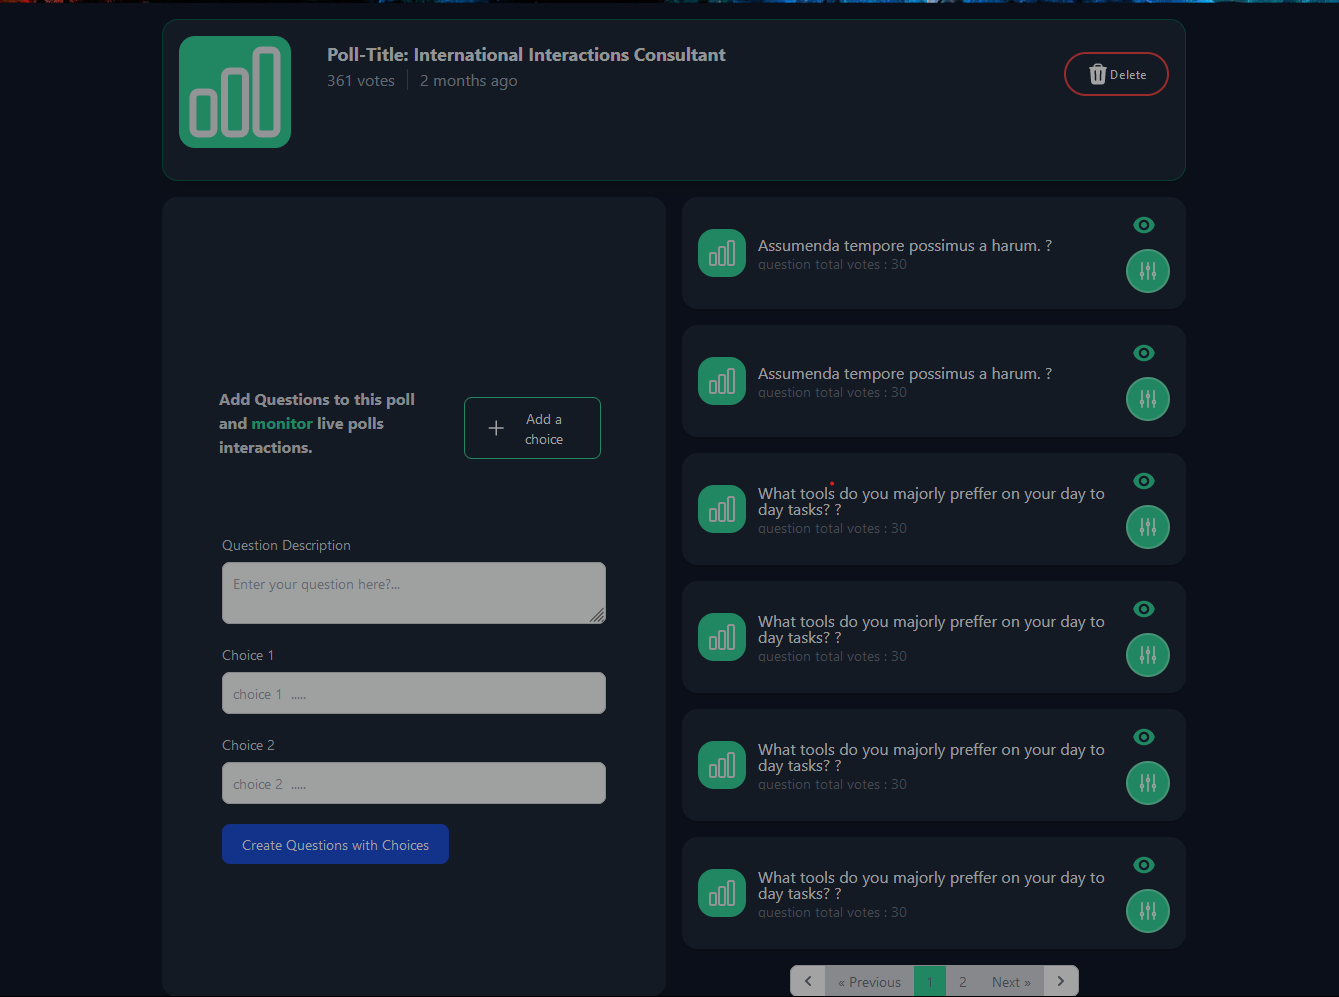 Poll-Title: International Interactions Consultant
361 votes
2 months ago
Delete
Add Questions to this poll
and monitor live polls
interactions.
Add a
choice
Question Description
Enter your question here?...
Choice 1
choice 1 .....
Choice 2
choice 2 .....
Create Questions with Choices
Assumenda tempore possimus a harum. ?
question total votes : 30
Assumenda tempore possimus a harum. ?
question total votes : 30
What tools do you majorly preffer on your day to
day tasks? ?
question total votes : 30
What tools do you majorly preffer on your day to
day tasks? ?
question total votes : 30
What tools do you majorly preffer on your day to
day tasks? ?
question total votes : 30
What tools do you majorly preffer on your day to
day tasks? ?
question total votes : 30
« Previous 1 2 Next »